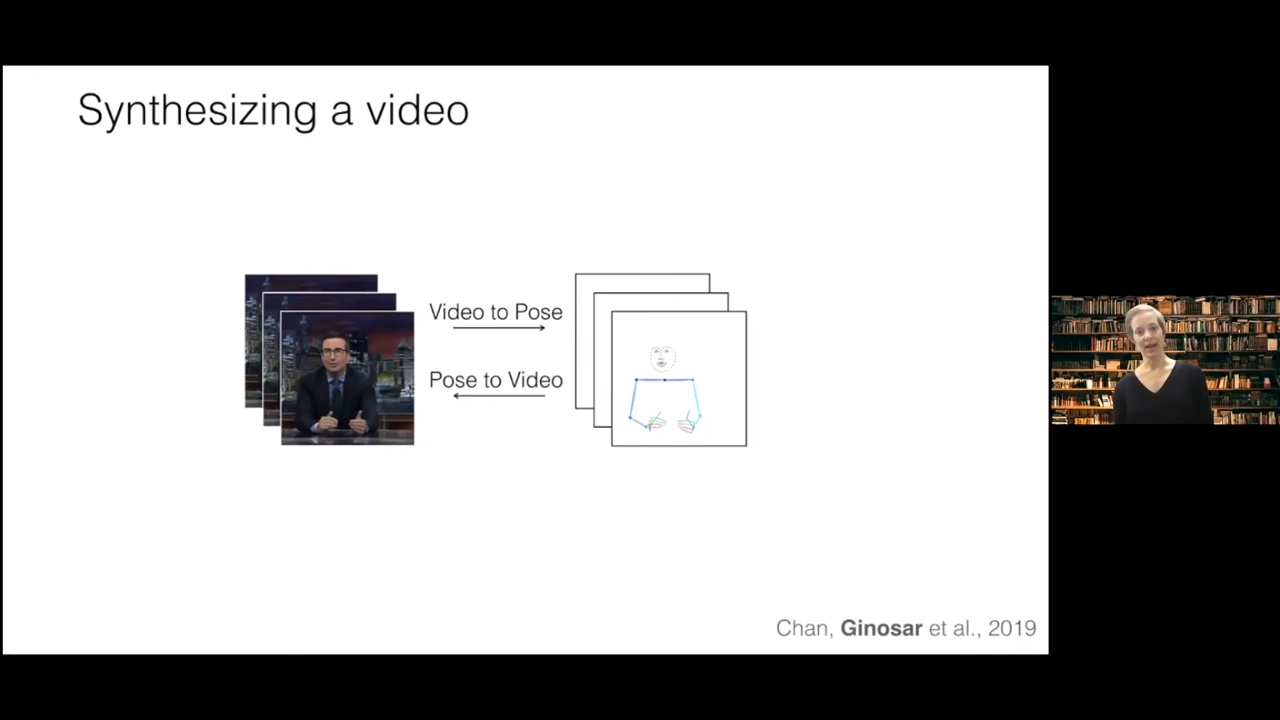 Synthesizing a video
Video to Pose
Pose to Video
Chan, Ginosar et al., 2019